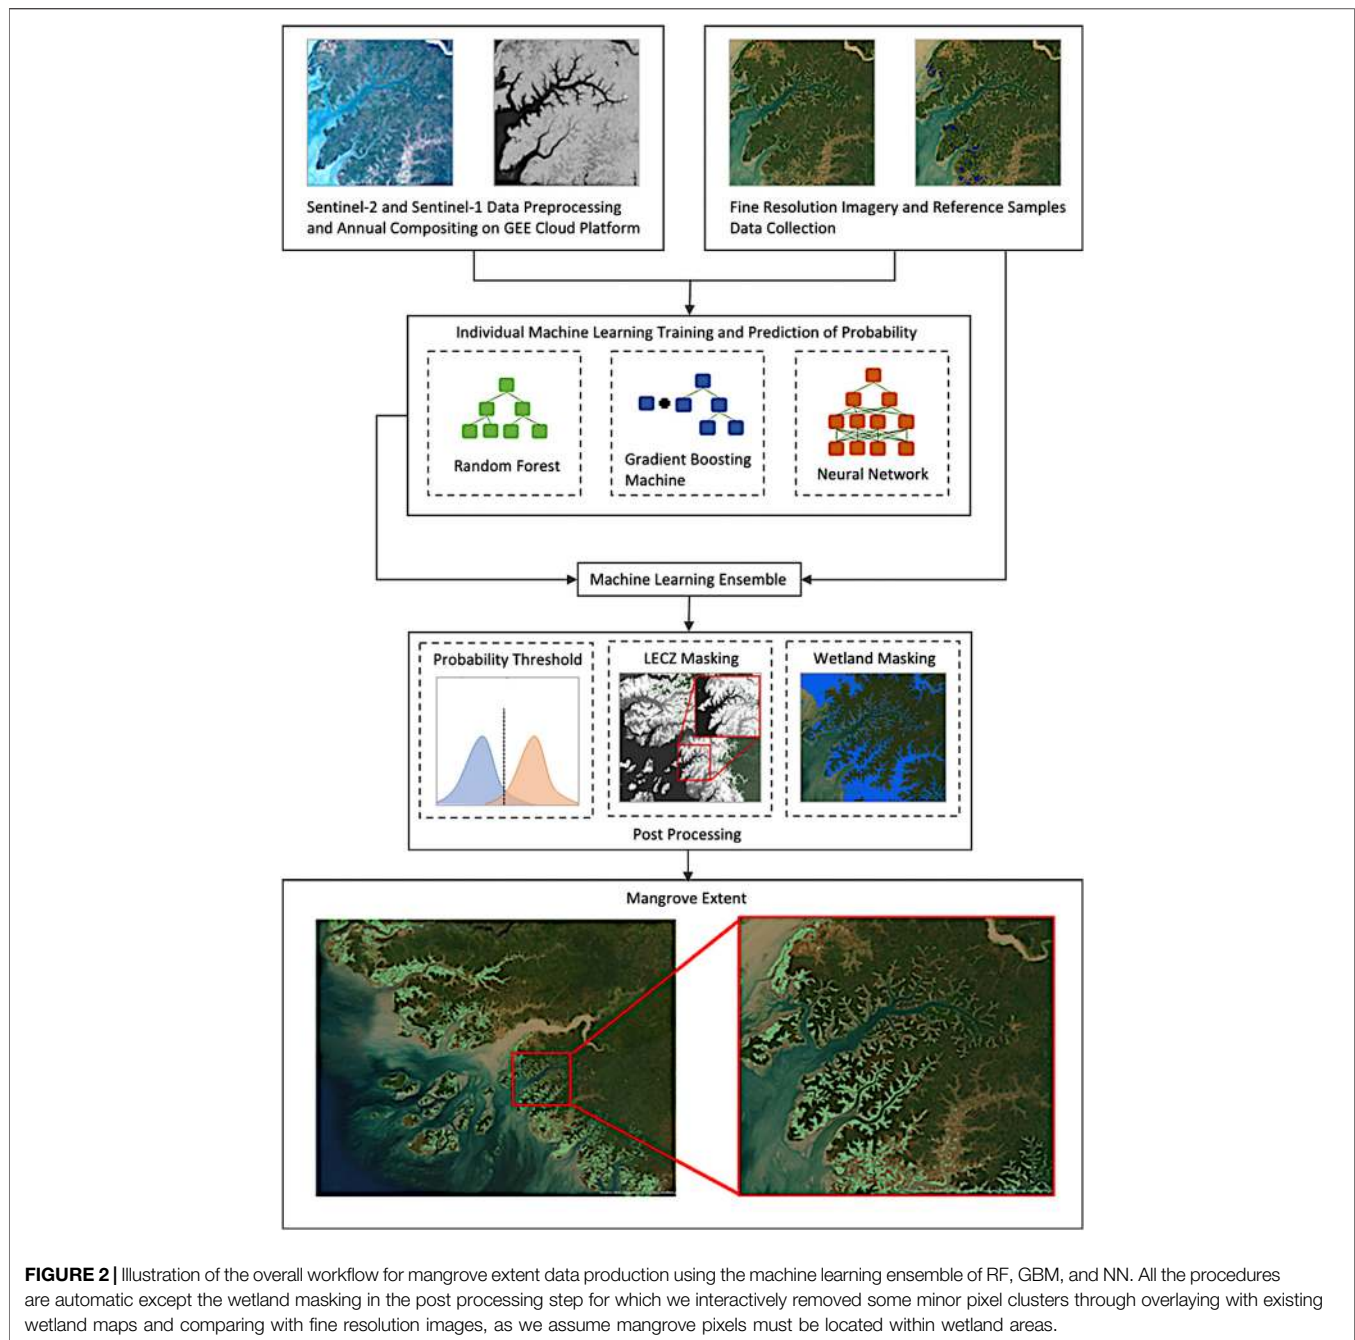 Sentinel-2 and Sentinel-1 Data Preprocessing
and Annual Compositing on GEE Cloud Platform
Fine Resolution Imagery and Reference Samples
Data Collection
Individual Machine Learning Training and Prediction of Probability
Random Forest
Gradient Boosting
Machine
Neural Network
Machine Learning Ensemble
Probability Threshold
LECZ Masking
Wetland Masking
Post Processing
Mangrove Extent
FIGURE 2 | Illustration of the overall workflow for mangrove extent data production using the machine learning ensemble of RF, GBM, and NN. All the procedures
are automatic except the wetland masking in the post processing step for which we interactively removed some minor pixel clusters through overlaying with existing
wetland maps and comparing with fine resolution images, as we assume mangrove pixels must be located within wetland areas.